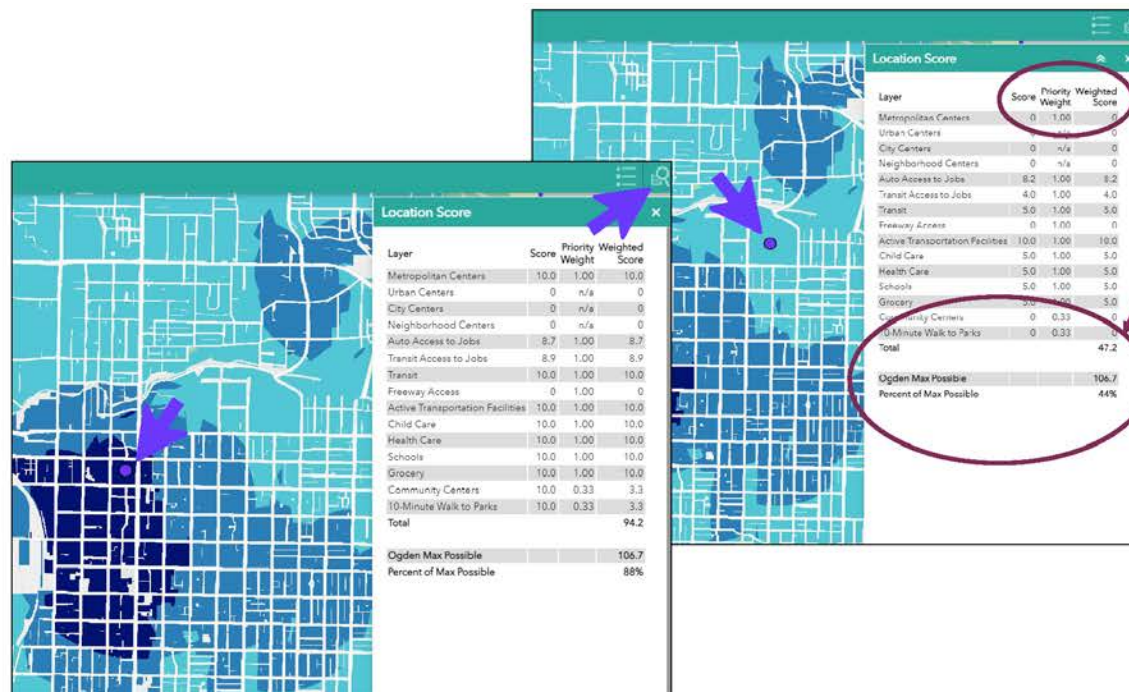 Location Score
Layer Score Priority Weight Weighted Score
Metropolitan Centers 0 1.00 0
Urban Centers 0 n/a 0
City Centers 0 n/a 0
Neighborhood Centers 0 n/a 0
Auto Access to Jobs 8.2 1.00 8.2
Transit Access to Jobs 4.0 1.00 4.0
Transit 5.0 1.00 5.0
Freeway Access 0 1.00 0
Active Transportation Facilities 10.0 1.00 10.0
Child Care 5.0 1.00 5.0
Health Care 5.0 1.00 5.0
Schools 5.0 1.00 5.0
Grocery 5.0 1.00 5.0
Community Centers 0 0.33 0
10-Minute Walk to Parks 0 0.33 0
Total 47.2
Ogden Max Possible 106.7
Percent of Max Possible 44%
Location Score
Layer Score Priority Weight Weighted Score
Metropolitan Centers 10.0 1.00 10.0
Urban Centers 0 n/a 0
City Centers 0 n/a 0
Neighborhood Centers 0 n/a 0
Auto Access to Jobs 8.7 1.00 8.7
Transit Access to Jobs 8.9 1.00 8.9
Transit 10.0 1.00 10.0
Freeway Access 0 1.00 0
Active Transportation Facilities 10.0 1.00 10.0
Child Care 10.0 1.00 10.0
Health Care 10.0 1.00 10.0
Schools 10.0 1.00 10.0
Grocery 10.0 1.00 10.0
Community Centers 10.0 0.33 3.3
10-Minute Walk to Parks 10.0 0.33 3.3
Total 94.2
Ogden Max Possible 106.7
Percent of Max Possible 88%